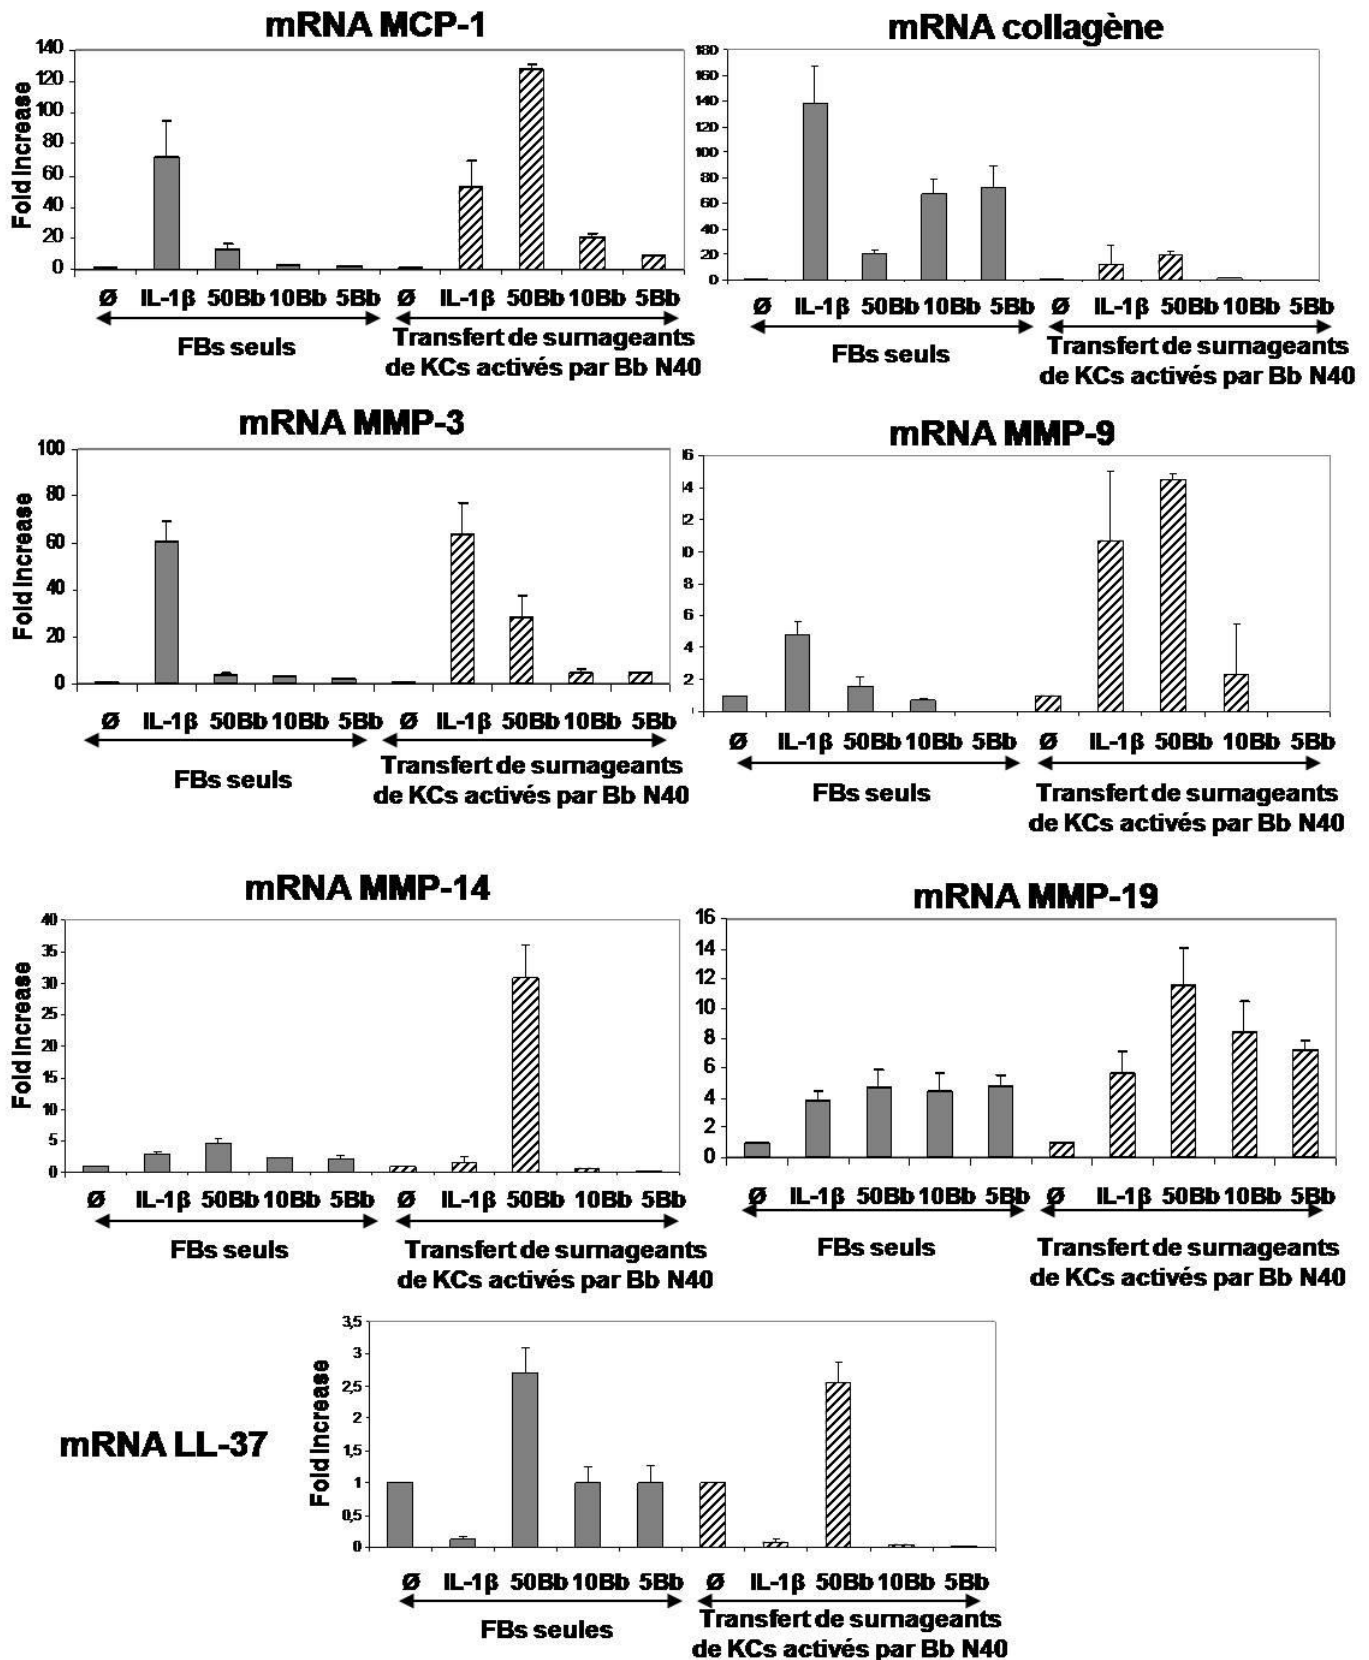 mRNA MCP-1
Fold Increase
140
120
100
80
60
40
20
0
Ø IL-1β 50Bb 10Bb 5Bb Ø IL-1β 50Bb 10Bb 5Bb
FBs seuls
Transfert de surnageants
de KCs activés par Bb N40
mRNA collagène
180
160
140
120
100
80
60
40
20
0
Ø IL-1β 50Bb 10Bb 5Bb Ø IL-1β 50Bb 10Bb 5Bb
FBs seuls
Transfert de surnageants
de KCs activés par Bb N40
mRNA MMP-3
Fold Increase
100
80
60
40
20
0
Ø IL-1β 50Bb 10Bb 5Bb Ø IL-1β 50Bb 10Bb 5Bb
FBs seuls
Transfert de surnageants
de KCs activés par Bb N40
mRNA MMP-9
8
6
4
2
Ø IL-1β 50Bb 10Bb 5Bb Ø IL-1β 50Bb 10Bb 5Bb
FBs seuls
Transfert de surnageants
de KCs activés par Bb N40
mRNA MMP-14
Fold Increase
40
35
30
25
20
15
10
5
0
Ø IL-1β 50Bb 10Bb 5Bb Ø IL-1β 50Bb 10Bb 5Bb
FBs seuls
Transfert de surnageants
de KCs activés par Bb N40
mRNA MMP-19
16
14
12
10
8
6
4
2
0
Ø IL-1β 50Bb 10Bb 5Bb Ø IL-1β 50Bb 10Bb 5Bb
FBs seuls
Transfert de surnageants
de KCs activés par Bb N40
mRNA LL-37
Fold Increase
3,5
3
2,5
2
1,5
1
0,5
0
Ø IL-1β 50Bb 10Bb 5Bb Ø IL-1β 50Bb 10Bb 5Bb
FBs seules
Transfert de surnageants
de KCs activés par Bb N40